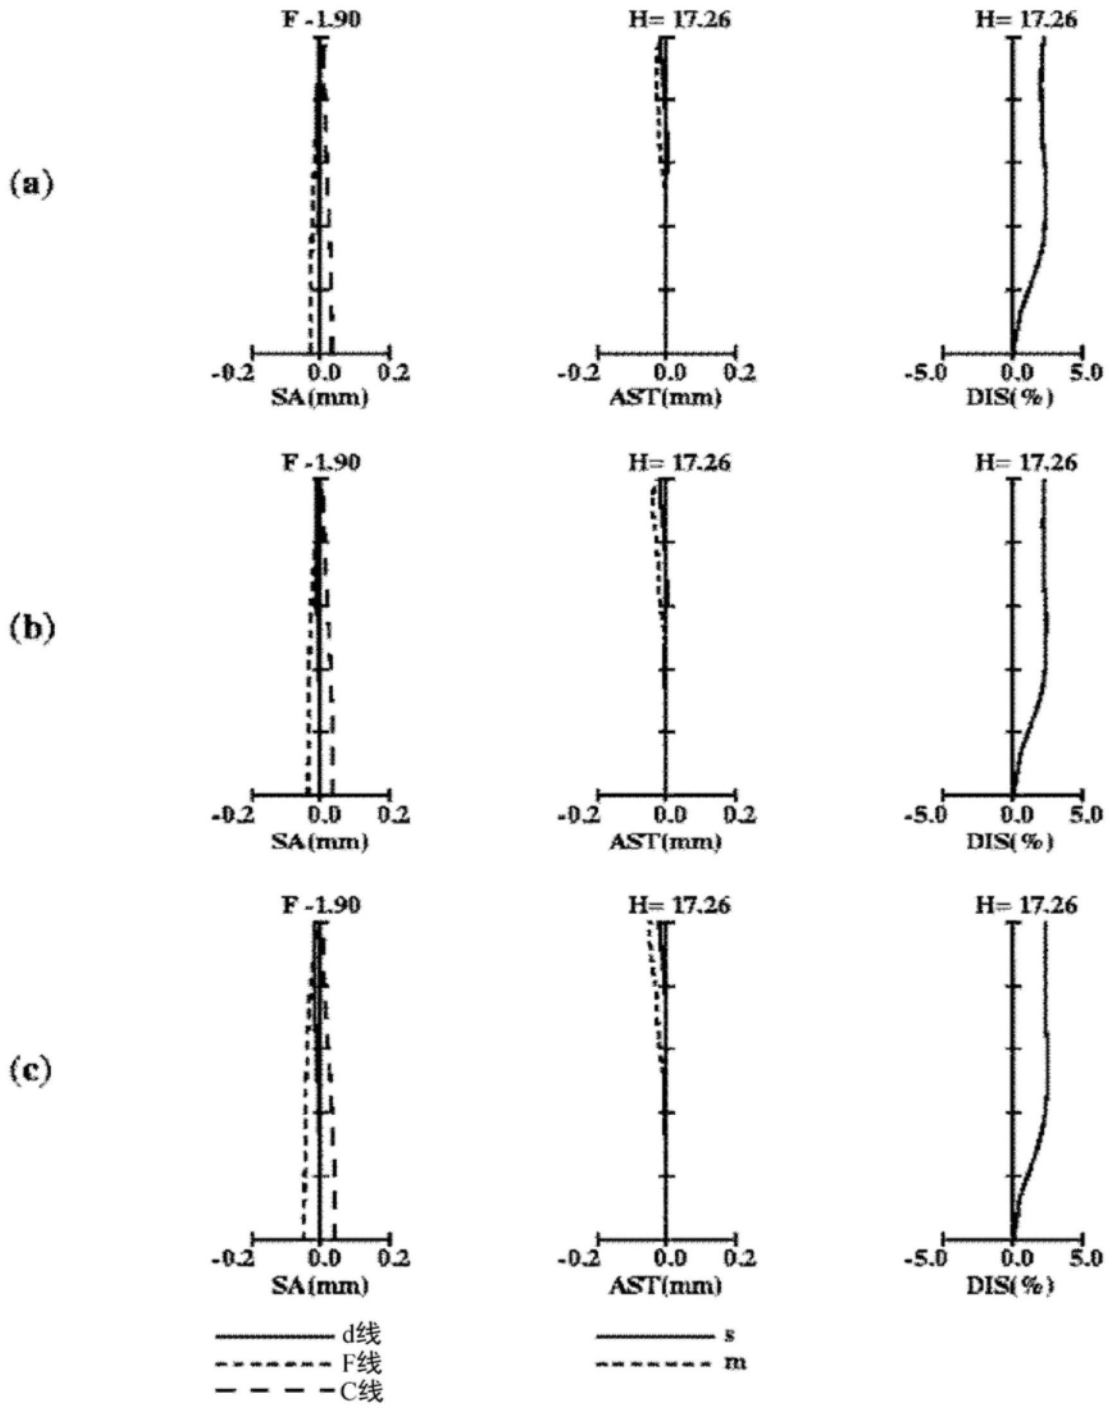 F -1.90 H= 17.26 H= 17.26
(a)
-0.2 0.0 0.2 -0.2 0.0 0.2 -5.0 0.0 5.0
SA(mm) AST(mm) DIS(%)
F -1.90 H= 17.26 H= 17.26
(b)
-0.2 0.0 0.2 -0.2 0.0 0.2 -5.0 0.0 5.0
SA(mm) AST(mm) DIS(%)
F -1.90 H= 17.26 H= 17.26
(c)
-0.2 0.0 0.2 -0.2 0.0 0.2 -5.0 0.0 5.0
SA(mm) AST(mm) DIS(%)
d线 s
F线 m
C线